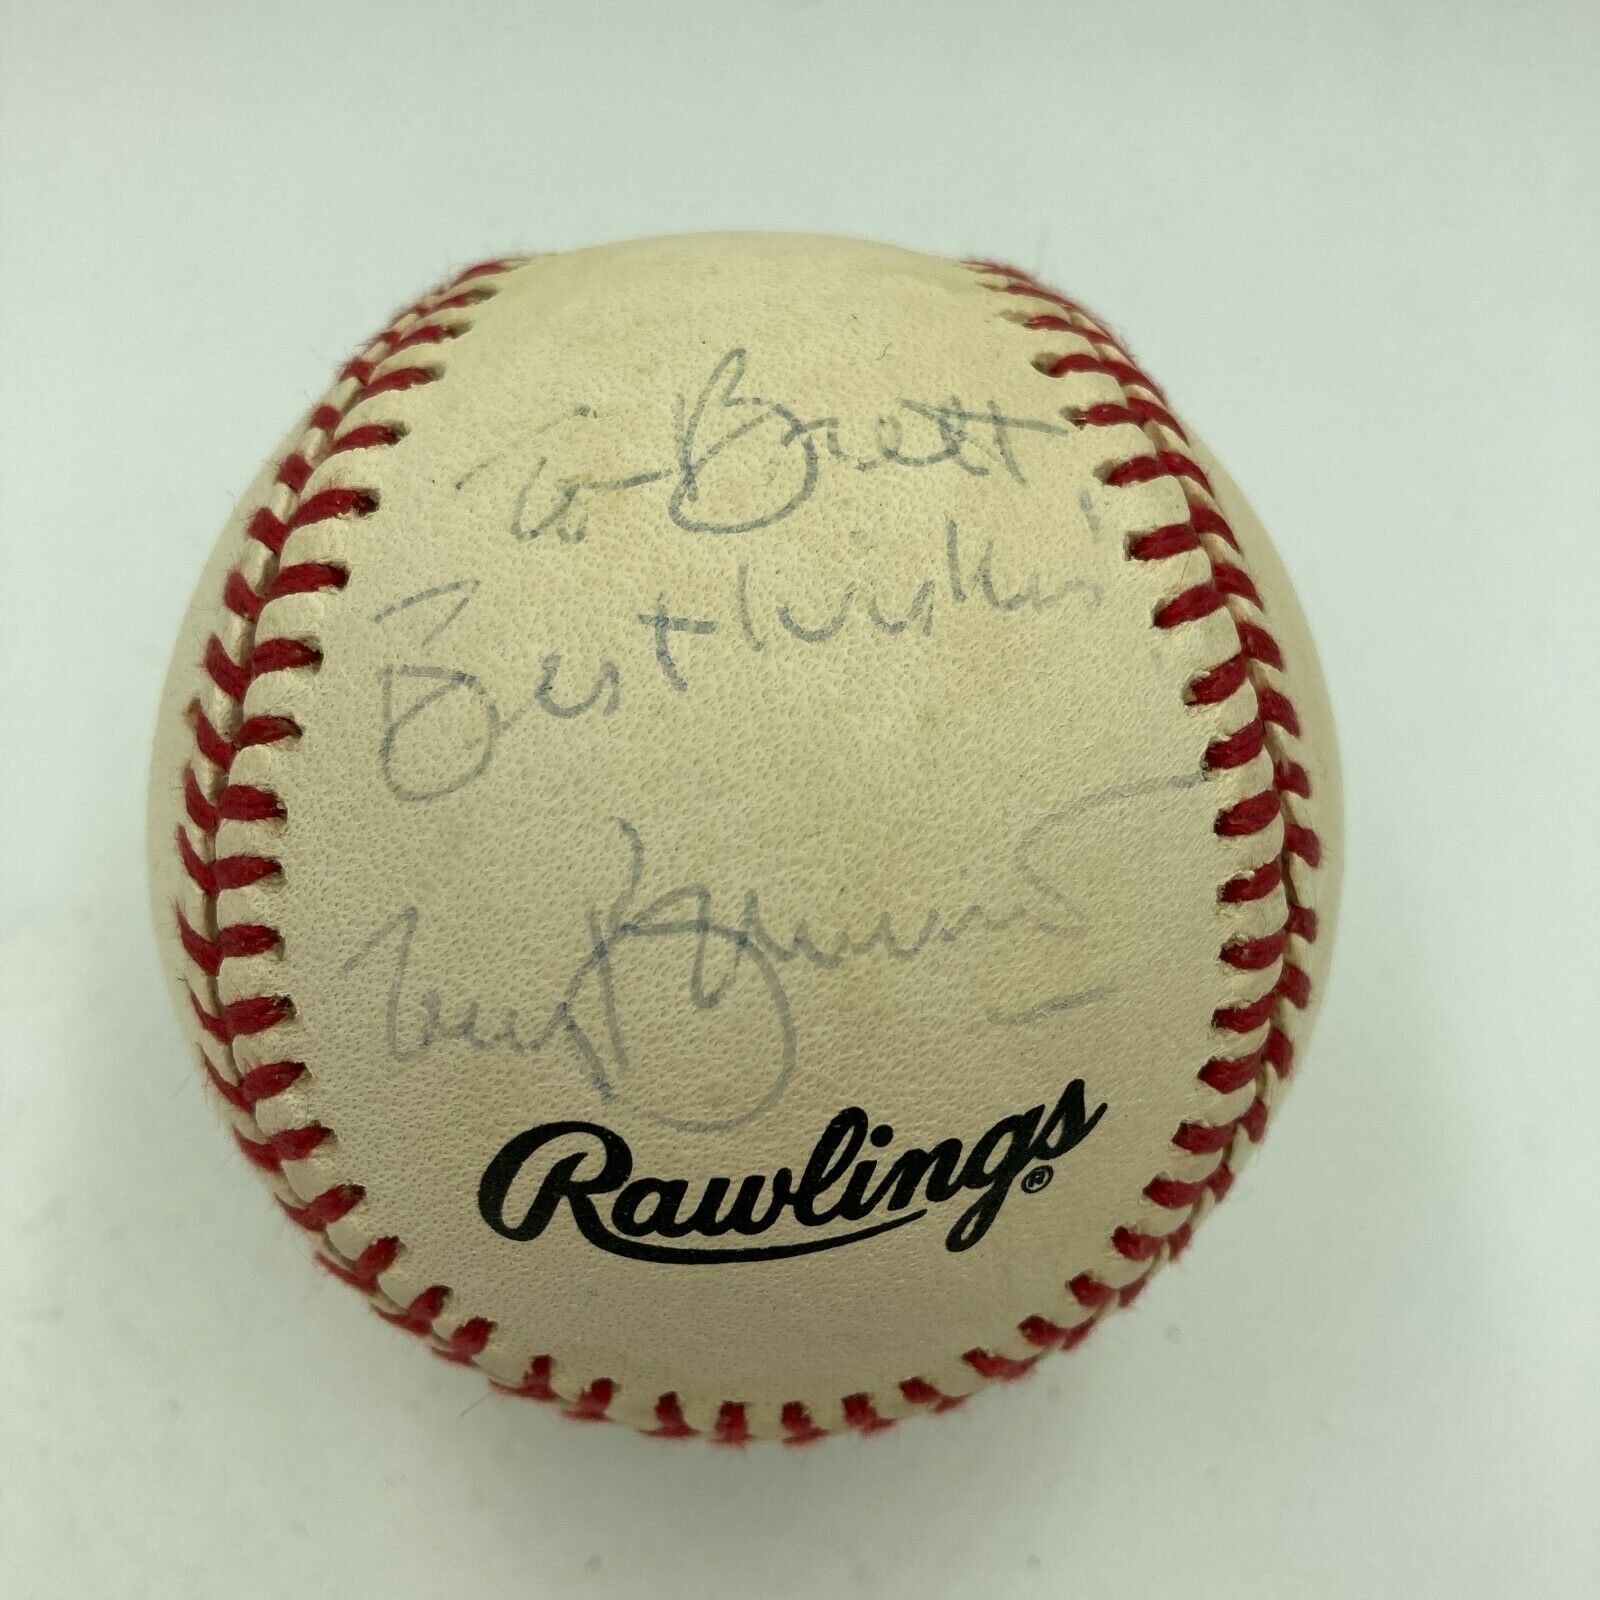 To Brett
Best Wishes
Rawlings®